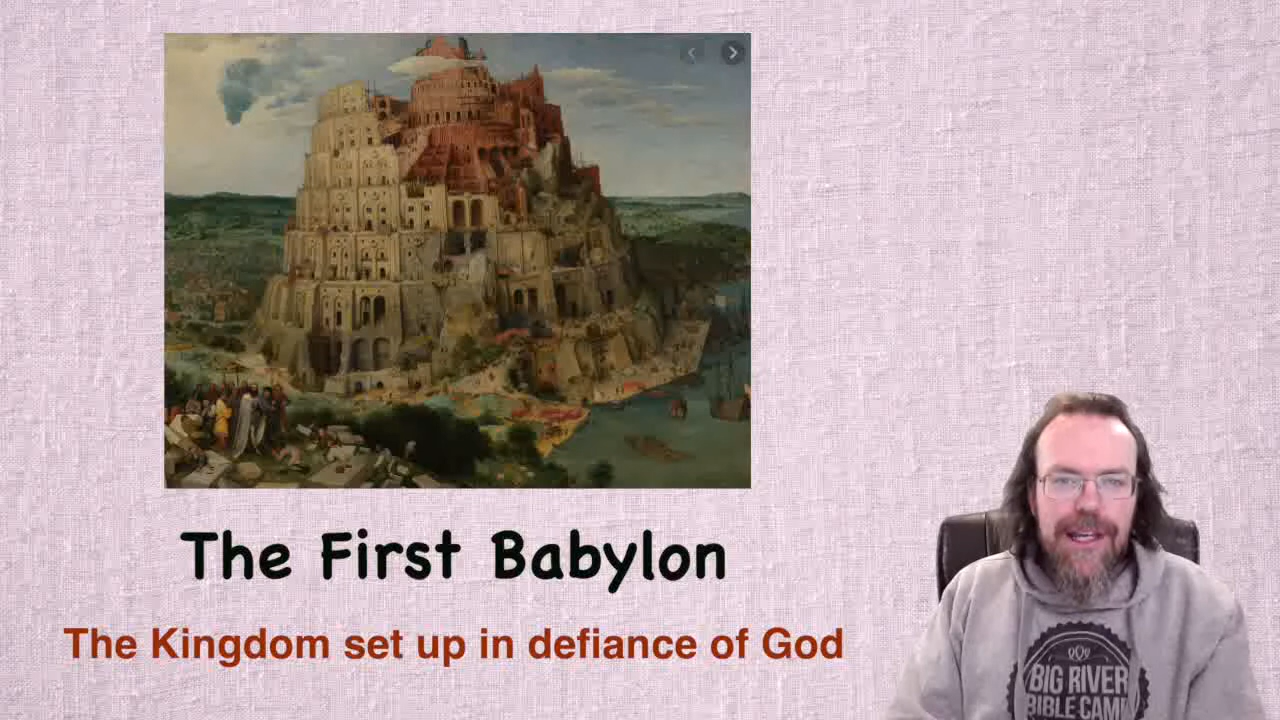 The First Babylon
The Kingdom set up in defiance of God
BIG RIVER
BIBLE CAMP